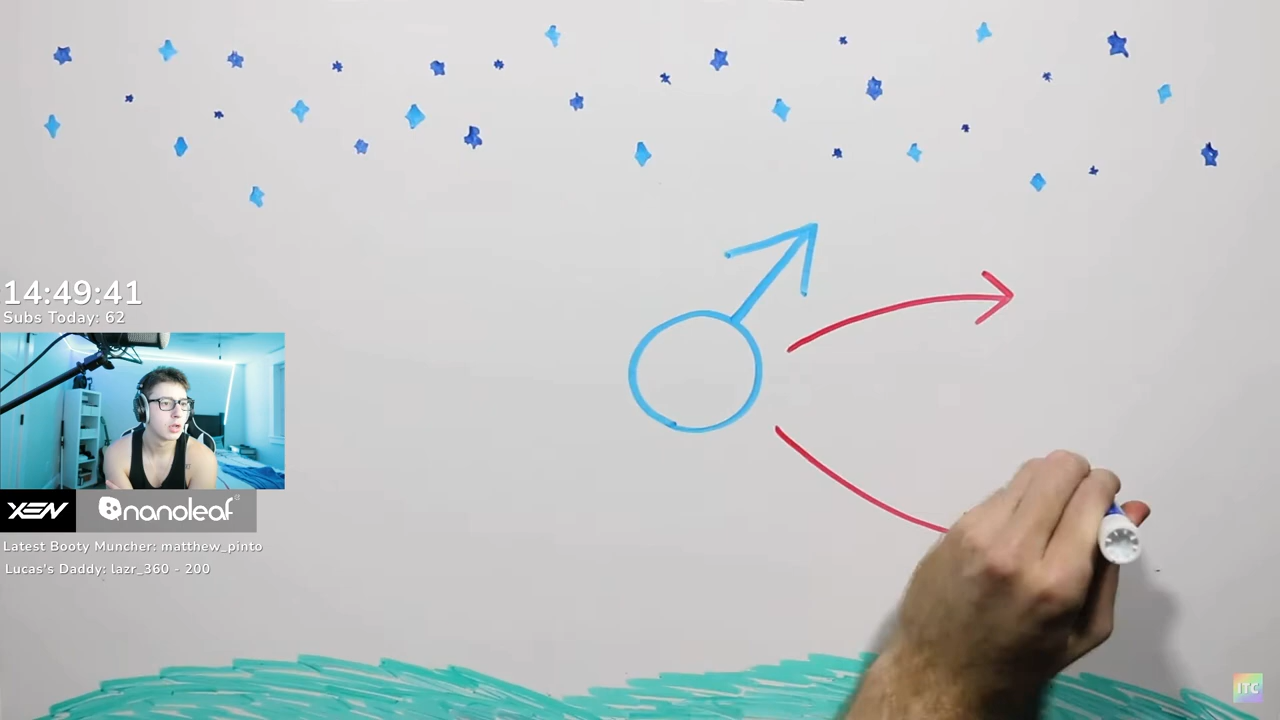 14:49:41
Subs Today: 62
XEN nanoleaf®
Latest Booty Muncher: matthew_pinto
Lucas's Daddy: lazr_360 - 200
ITC